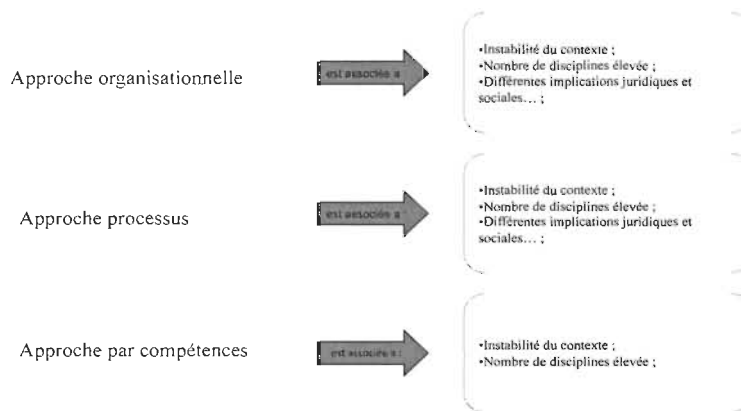 Approche organisationnelle
est associée à :
•Instabilité du contexte ;
•Nombre de disciplines élevée ;
•Différentes implications juridiques et
sociales… ;
Approche processus
est associée à :
•Instabilité du contexte ;
•Nombre de disciplines élevée ;
•Différentes implications juridiques et
sociales… ;
Approche par compétences
est associée à :
•Instabilité du contexte ;
•Nombre de disciplines élevée ;